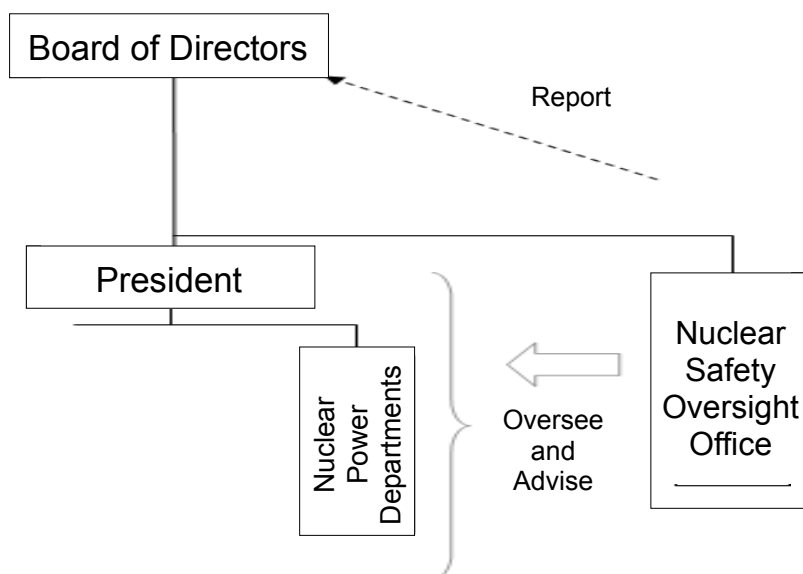 Board of Directors
Report
President
Nuclear
Power
Departments
Oversee
and
Advise
Nuclear
Safety
Oversight
Office